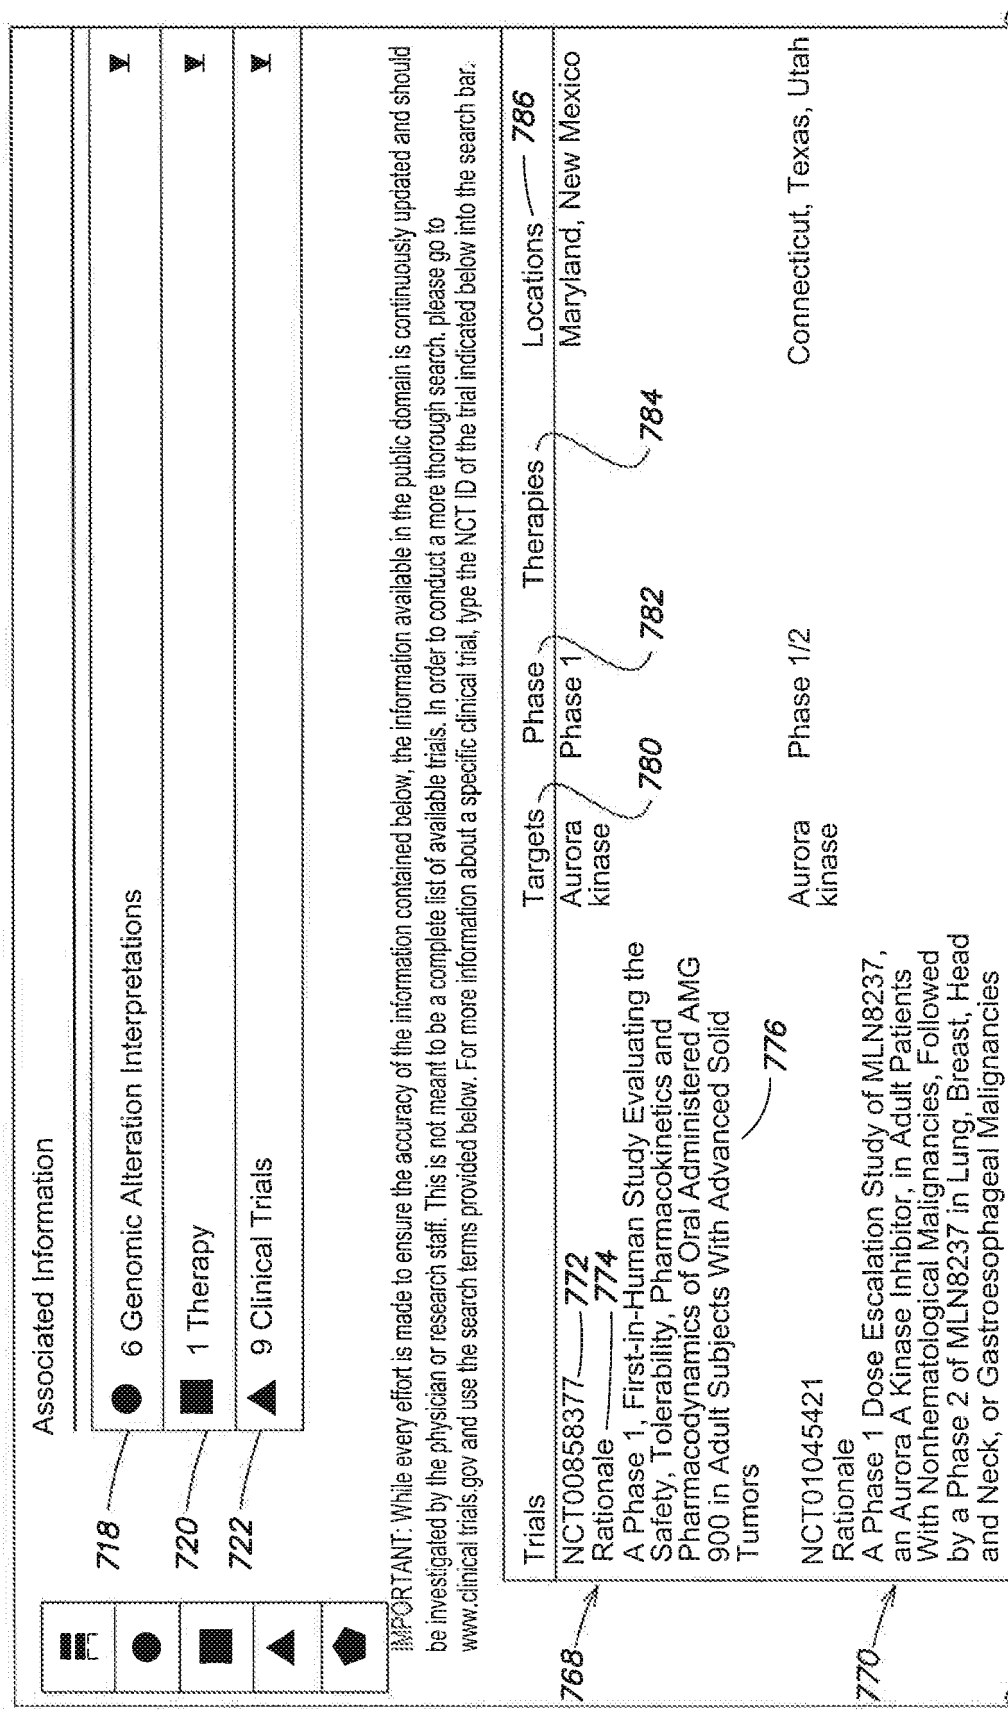 Associated Information
718
6 Genomic Alteration Interpretations
720
1 Therapy
722
9 Clinical Trials
IMPORTANT: While every effort is made to ensure the accuracy of the information contained below, the information available in the public domain is continuously updated and should
be investigated by the physician or research staff. This is not meant to be a complete list of available trials. In order to conduct a more thorough search, please go to
www.clinical trials.gov and use the search terms provided below. For more information about a specific clinical trial, type the NCT ID of the trial indicated below into the search bar.
Trials Targets Phase Therapies Locations 786
768
NCT00858377 772 Aurora Phase 1 Maryland, New Mexico
Rationale 774 kinase
780 782 784
A Phase 1, First-in-Human Study Evaluating the
Safety, Tolerability, Pharmacokinetics and
Pharmacodynamics of Oral Administered AMG
900 in Adult Subjects With Advanced Solid
Tumors
776
NCT01045421 Aurora Phase 1/2 Connecticut, Texas, Utah
Rationale kinase
770
A Phase 1 Dose Escalation Study of MLN8237,
an Aurora A Kinase Inhibitor, in Adult Patients
With Nonhematological Malignancies, Followed
by a Phase 2 of MLN8237 in Lung, Breast, Head
and Neck, or Gastroesophageal Malignancies